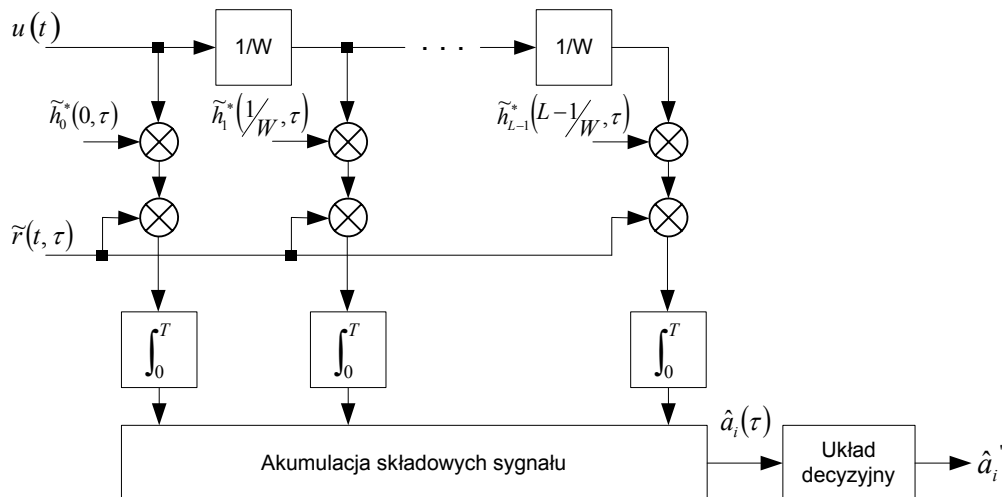 u(t)
1/W
. . .
1/W
h̃₀*(0, τ)
h̃₁*(1/W, τ)
h̃*_{L-1}(L-1/W, τ)
r̃(t, τ)
∫₀ᵀ
∫₀ᵀ
∫₀ᵀ
â_i(τ)
Akumulacja składowych sygnału
Układ
decyzyjny
â_i'